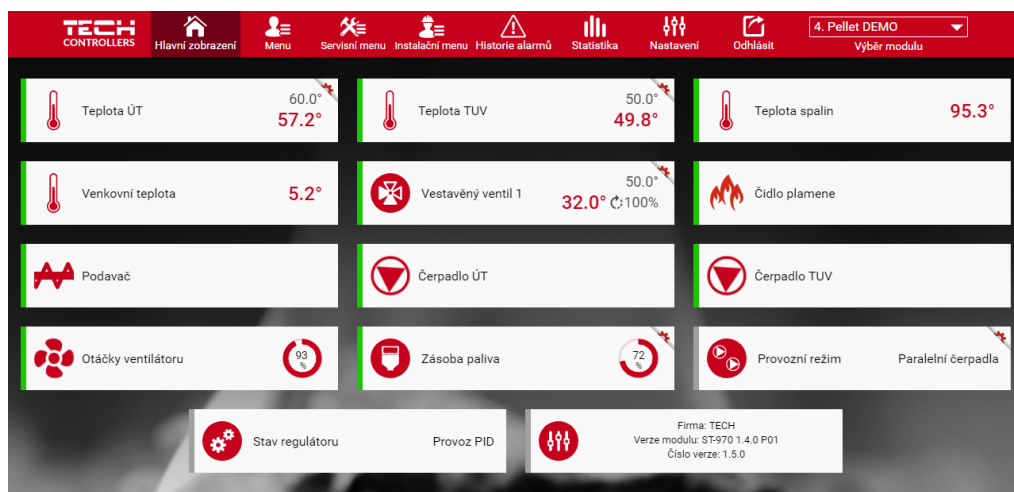 TECH
CONTROLLERS
Hlavní zobrazení
Menu
Servisní menu
Instalační menu
Historie alarmů
Statistika
Nastavení
Odhlásit
4. Pellet DEMO
Výběr modulu
Teplota ÚT
60.0°
57.2°
Teplota TUV
50.0°
49.8°
Teplota spalin
95.3°
Venkovní teplota
5.2°
Vestavěný ventil 1
50.0°
32.0° 100%
Čidlo plamene
Podavač
Čerpadlo ÚT
Čerpadlo TUV
Otáčky ventilátoru
93
%
Zásoba paliva
72
%
Provozní režim
Paralelní čerpadla
Stav regulátoru
Provoz PID
Firma: TECH
Verze modulu: ST-970 1.4.0 P01
Číslo verze: 1.5.0